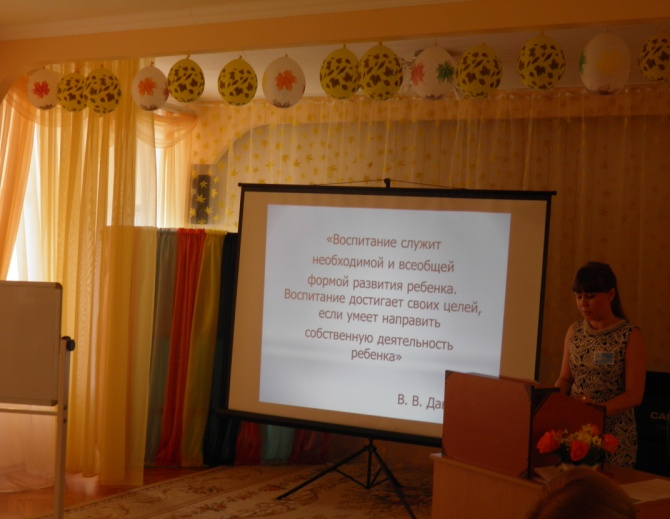 «Воспитание служит
необходимой и всеобщей
формой развития ребенка.
Воспитание достигает своих целей,
если умеет направить
собственную деятельность
ребенка»
В. В.